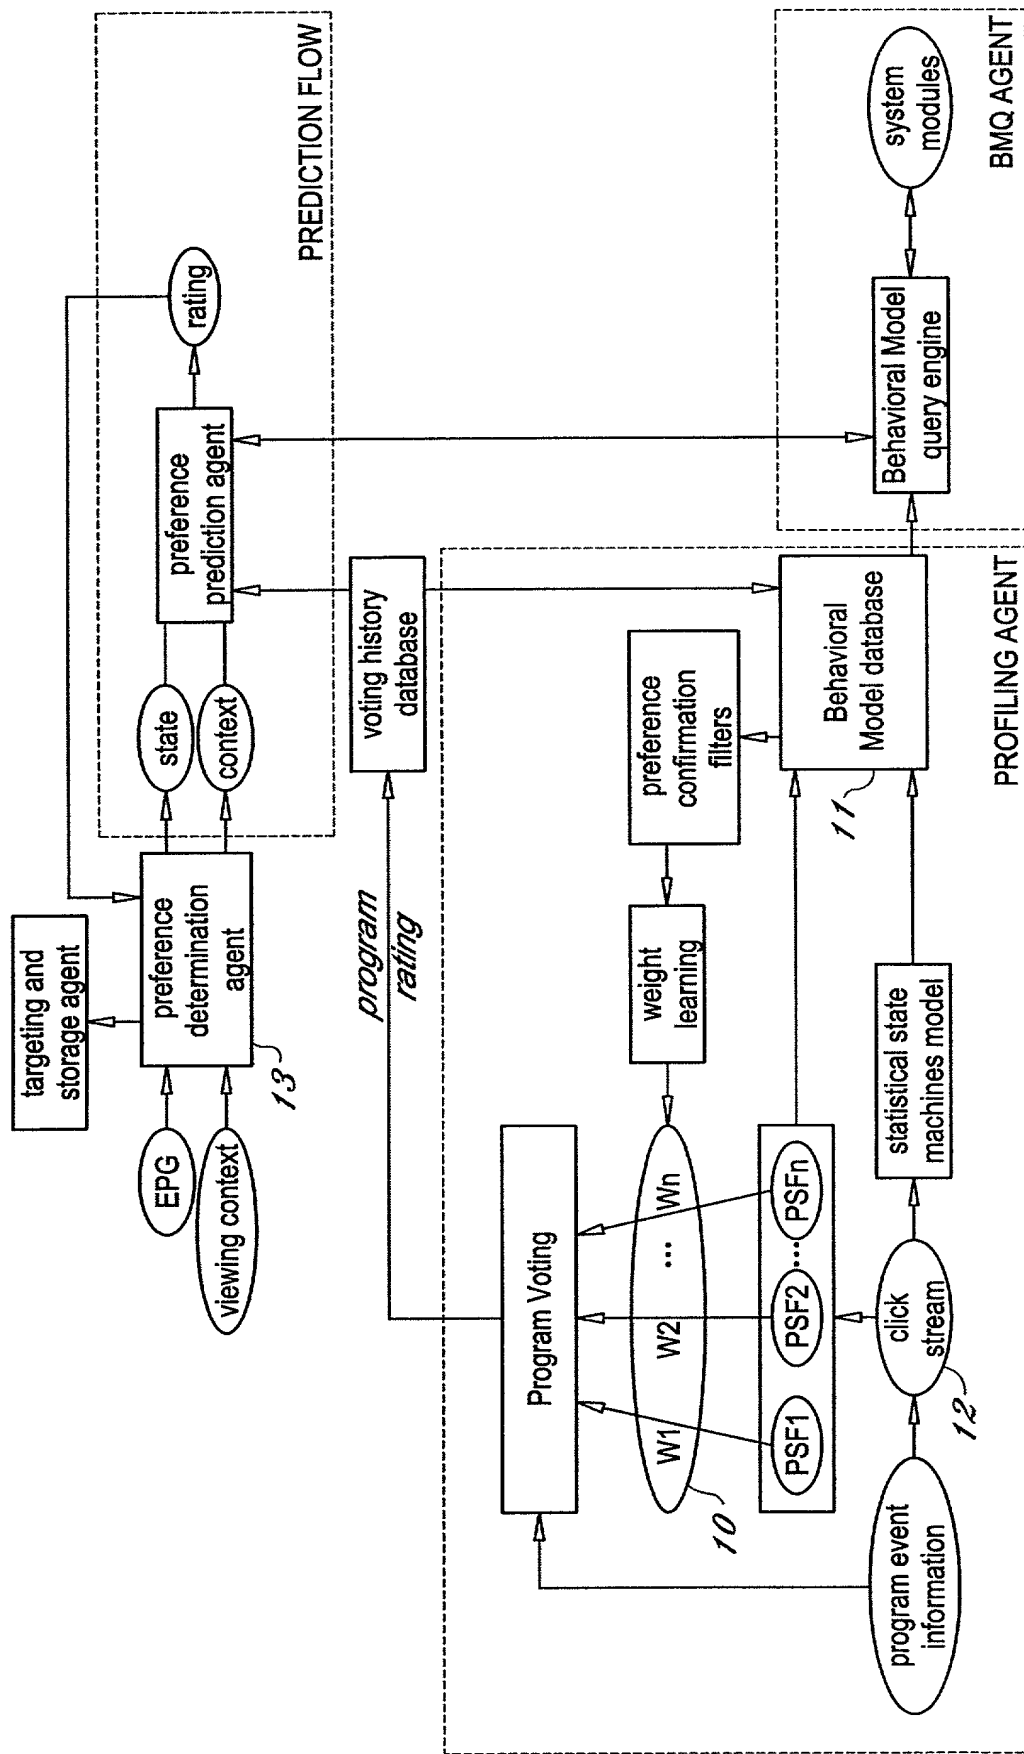 targeting and
storage agent
EPG
viewing context
preference
determination
agent
13
state
context
preference
prediction agent
rating
PREDICTION FLOW
program
rating
voting history
database
Program Voting
W1
W2
...
Wn
10
weight
learning
preference
confirmation
filters
PSF1
PSF2
...
PSFn
Behavioral
Model database
11
program event
information
click
stream
12
statistical state
machines model
PROFILING AGENT
Behavioral Model
query engine
system
modules
BMQ AGENT